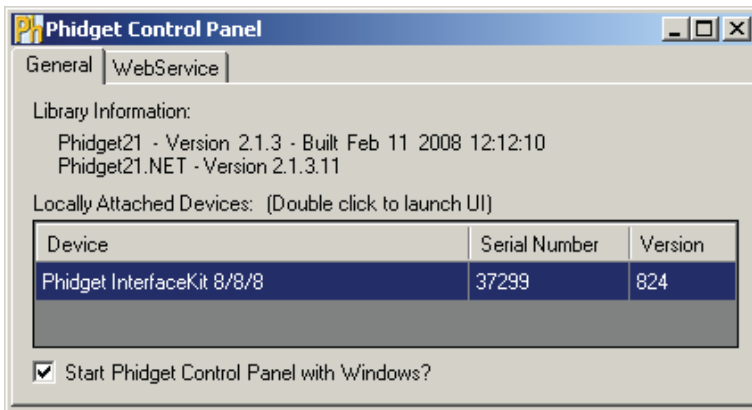 Ph Phidget Control Panel
General WebService
Library Information:
Phidget21 - Version 2.1.3 - Built Feb 11 2008 12:12:10
Phidget21.NET - Version 2.1.3.11
Locally Attached Devices: (Double click to launch UI)
Device Serial Number Version
Phidget InterfaceKit 8/8/8 37299 824
Start Phidget Control Panel with Windows?